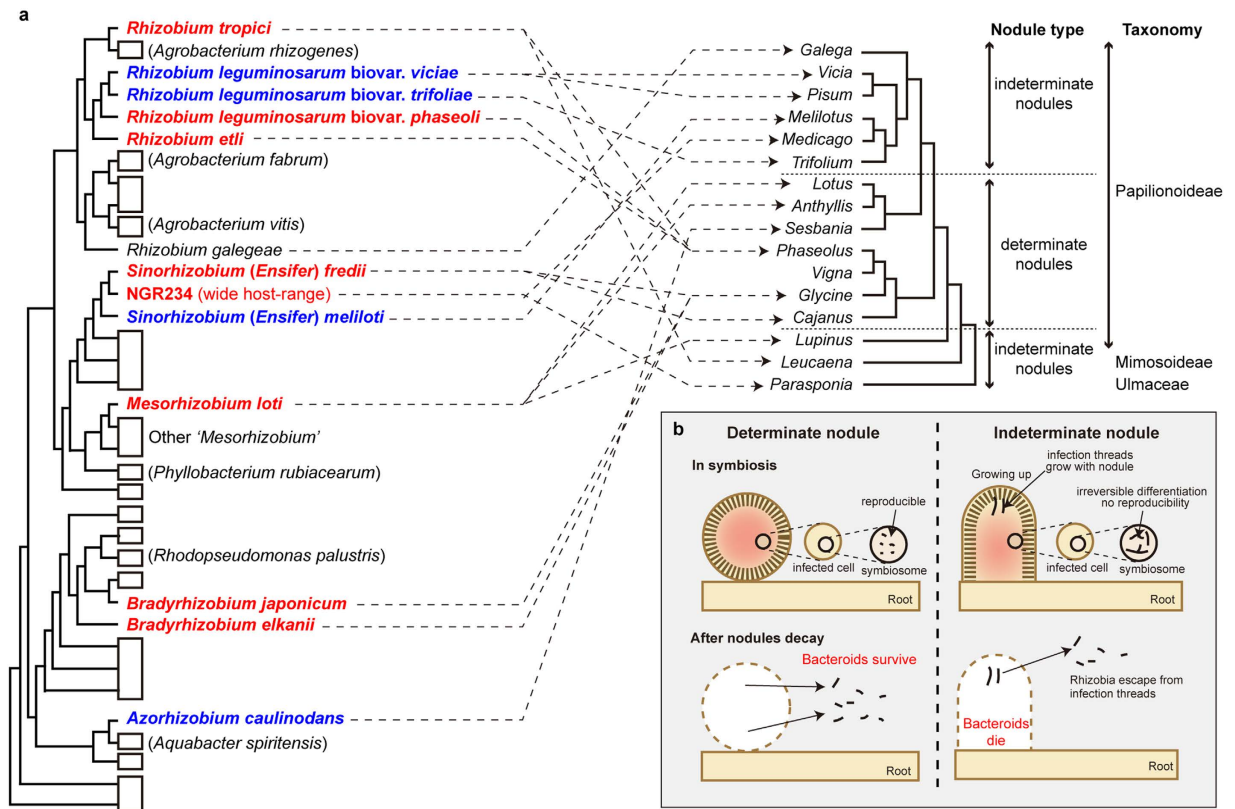 a
Rhizobium tropici
(Agrobacterium rhizogenes)
Rhizobium leguminosarum biovar. viciae
Rhizobium leguminosarum biovar. trifoliae
Rhizobium leguminosarum biovar. phaseoli
Rhizobium etli
(Agrobacterium fabrum)
(Agrobacterium vitis)
Rhizobium galegeae
Sinorhizobium (Ensifer) fredii
NGR234 (wide host-range)
Sinorhizobium (Ensifer) meliloti
Mesorhizobium loti
Other ‘Mesorhizobium’
(Phyllobacterium rubiacearum)
(Rhodopseudomonas palustris)
Bradyrhizobium japonicum
Bradyrhizobium elkanii
Azorhizobium caulinodans
(Aquabacter spiritensis)
Galega
Vicia
Pisum
Melilotus
Medicago
Trifolium
Lotus
Anthyllis
Sesbania
Phaseolus
Vigna
Glycine
Cajanus
Lupinus
Leucaena
Parasponia
Nodule type
indeterminate
nodules
determinate
nodules
indeterminate
nodules
Taxonomy
Papilionoideae
Mimosoideae
Ulmaceae
b
Determinate nodule
Indeterminate nodule
In symbiosis
reproducible
infected cell
symbiosome
Root
Growing up
infection threads
grow with nodule
irreversible differentiation
no reproducibility
infected cell
symbiosome
Root
After nodules decay
Bacteroids survive
Root
Rhizobia escape from
infection threads
Bacteroids
die
Root